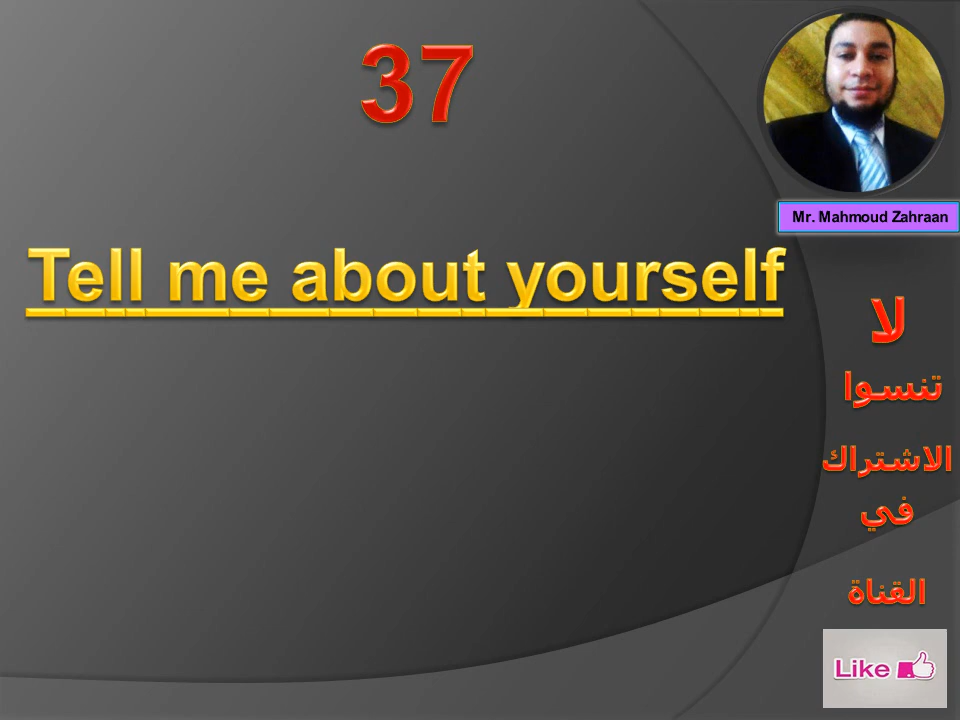 37
Mr. Mahmoud Zahraan
Tell me about yourself
لا
تنسوا
الاشتراك
في
القناة
Like